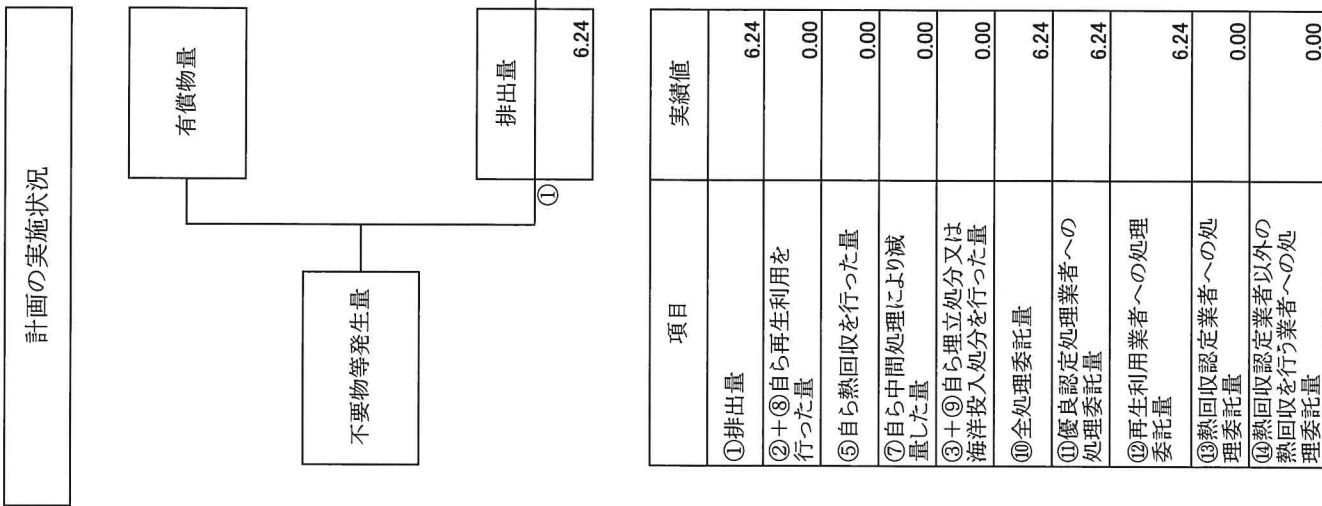 計画の実施状況
有償物量
不要物等発生量
排出量
①
6.24
項目
実績値
①排出量
6.24
②+⑧自ら再生利用を
行った量
0.00
⑤自ら熱回収を行った量
0.00
⑦自ら中間処理により減
量した量
0.00
③+⑨自ら埋立処分又は
海洋投入処分を行った量
0.00
⑩全処理委託量
6.24
⑪優良認定処理業者への
処理委託量
6.24
⑫再生利用業者への処理
委託量
6.24
⑬熱回収認定業者への処
理委託量
0.00
⑭熱回収認定業者以外の
熱回収を行う業者への処
理委託量
0.00